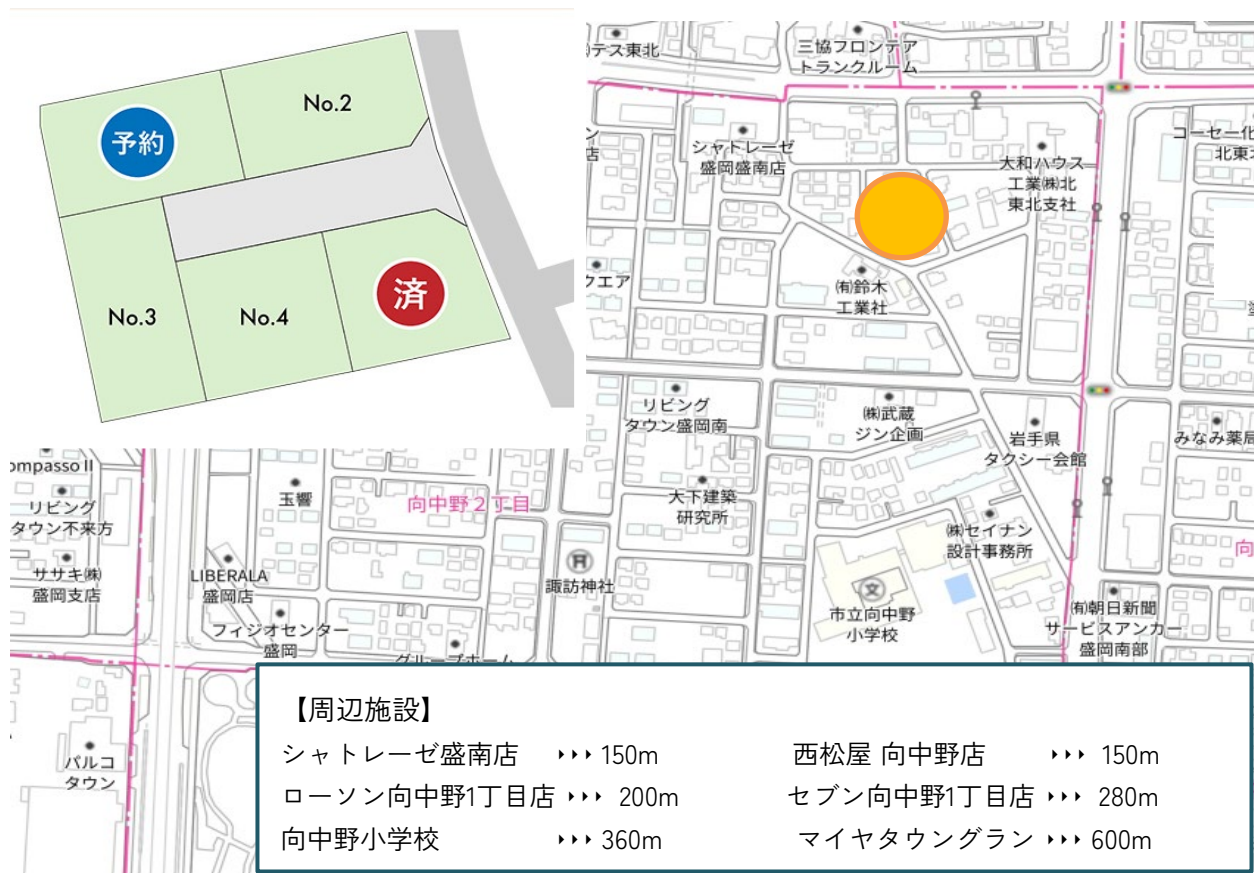 予約
No.2
No.3
No.4
済
㈲テス東北
三協フロンテア
トランクルーム
シャトレーゼ
盛岡盛南店
大和ハウス
工業㈱北
東北支社
コーセー化
北東北
店
クエア
㈲鈴木
工業社
リビング
タウン盛岡南
㈱武蔵
ジン企画
岩手県
タクシー会館
みなみ薬局
ompasso II
リビング
タウン不来方
玉響
向中野２丁目
大下建築
研究所
㈱セイナン
設計事務所
向
ササキ㈱
盛岡支店
LIBERALA
盛岡店
諏訪神社
文
市立向中野
小学校
フィジオセンター
盛岡
グループホーム
㈲朝日新聞
サービスアンカー
盛岡南部
パルコ
タウン
【周辺施設】
シャトレーゼ盛南店 ‣‣‣ 150m
西松屋 向中野店 ‣‣‣ 150m
ローソン向中野1丁目店 ‣‣‣ 200m
セブン向中野1丁目店 ‣‣‣ 280m
向中野小学校 ‣‣‣ 360m
マイヤタウングラン ‣‣‣ 600m